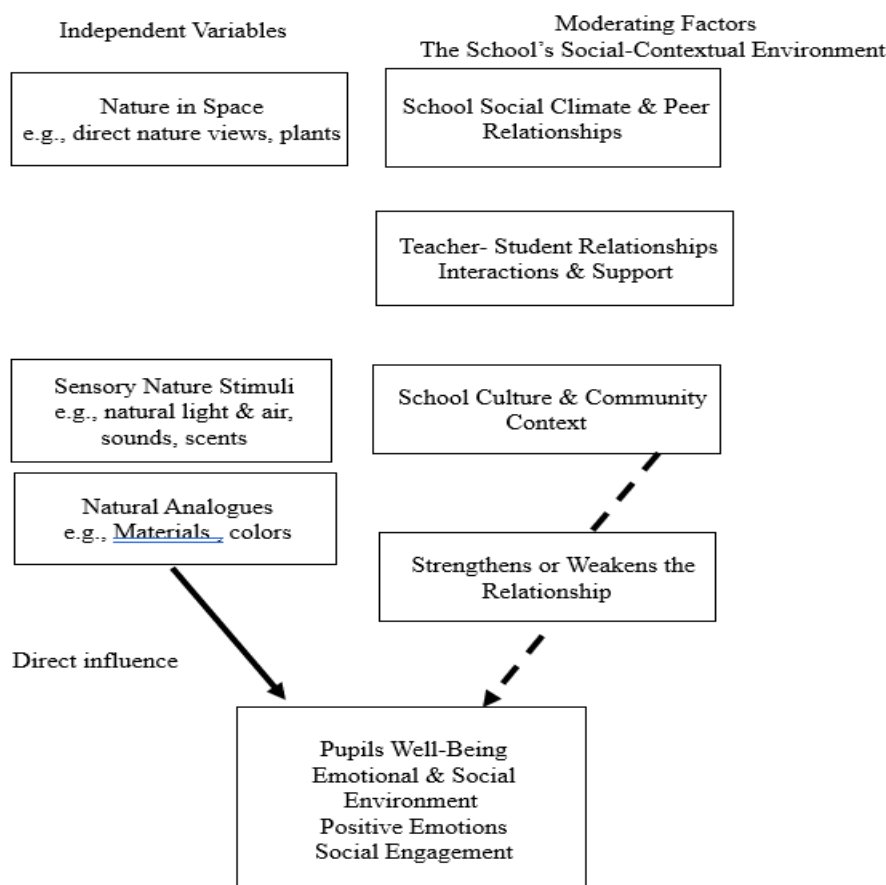 Independent Variables
Moderating Factors
The School's Social-Contextual Environment
Nature in Space
e.g., direct nature views, plants
School Social Climate & Peer
Relationships
Teacher- Student Relationships
Interactions & Support
Sensory Nature Stimuli
e.g., natural light & air,
sounds, scents
School Culture & Community
Context
Natural Analogues
e.g., Materials , colors
Strengthens or Weakens the
Relationship
Direct influence
Pupils Well-Being
Emotional & Social
Environment
Positive Emotions
Social Engagement